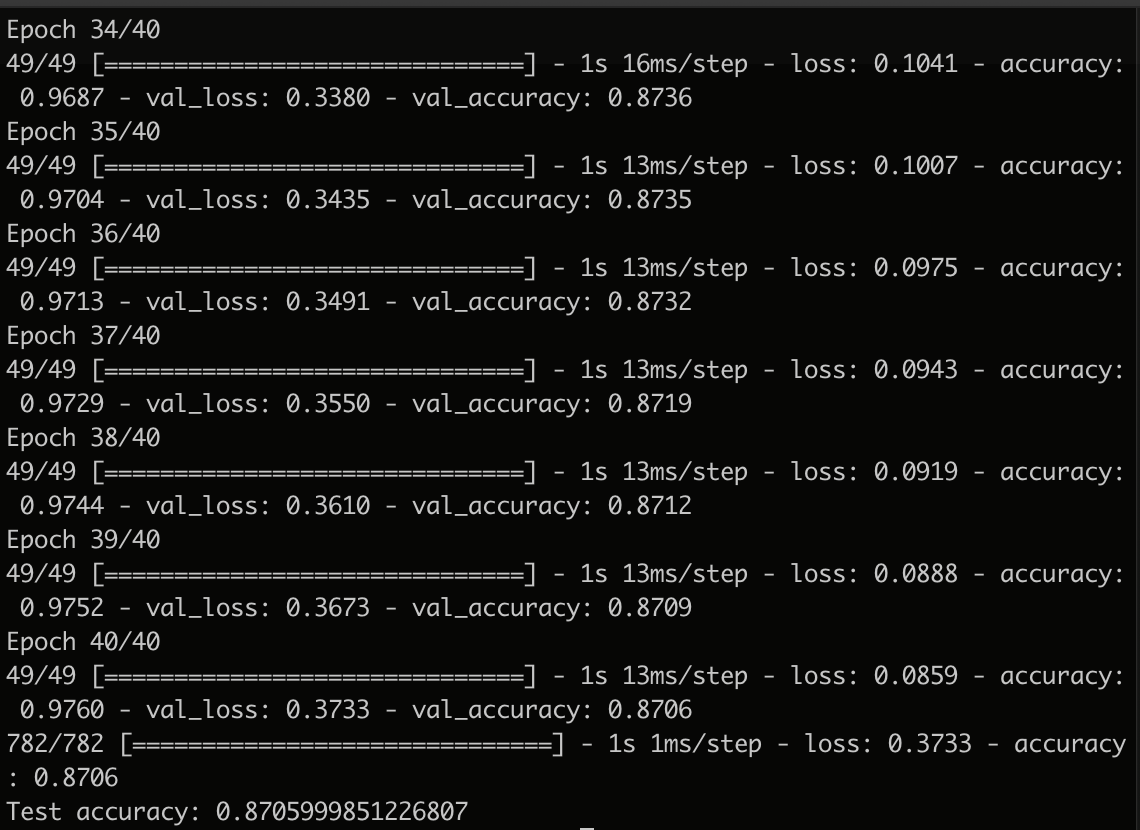 Epoch 34/40
49/49 [==============================] - 1s 16ms/step - loss: 0.1041 - accuracy:
 0.9687 - val_loss: 0.3380 - val_accuracy: 0.8736
Epoch 35/40
49/49 [==============================] - 1s 13ms/step - loss: 0.1007 - accuracy:
 0.9704 - val_loss: 0.3435 - val_accuracy: 0.8735
Epoch 36/40
49/49 [==============================] - 1s 13ms/step - loss: 0.0975 - accuracy:
 0.9713 - val_loss: 0.3491 - val_accuracy: 0.8732
Epoch 37/40
49/49 [==============================] - 1s 13ms/step - loss: 0.0943 - accuracy:
 0.9729 - val_loss: 0.3550 - val_accuracy: 0.8719
Epoch 38/40
49/49 [==============================] - 1s 13ms/step - loss: 0.0919 - accuracy:
 0.9744 - val_loss: 0.3610 - val_accuracy: 0.8712
Epoch 39/40
49/49 [==============================] - 1s 13ms/step - loss: 0.0888 - accuracy:
 0.9752 - val_loss: 0.3673 - val_accuracy: 0.8709
Epoch 40/40
49/49 [==============================] - 1s 13ms/step - loss: 0.0859 - accuracy:
 0.9760 - val_loss: 0.3733 - val_accuracy: 0.8706
782/782 [==============================] - 1s 1ms/step - loss: 0.3733 - accuracy
: 0.8706
Test accuracy: 0.8705999851226807